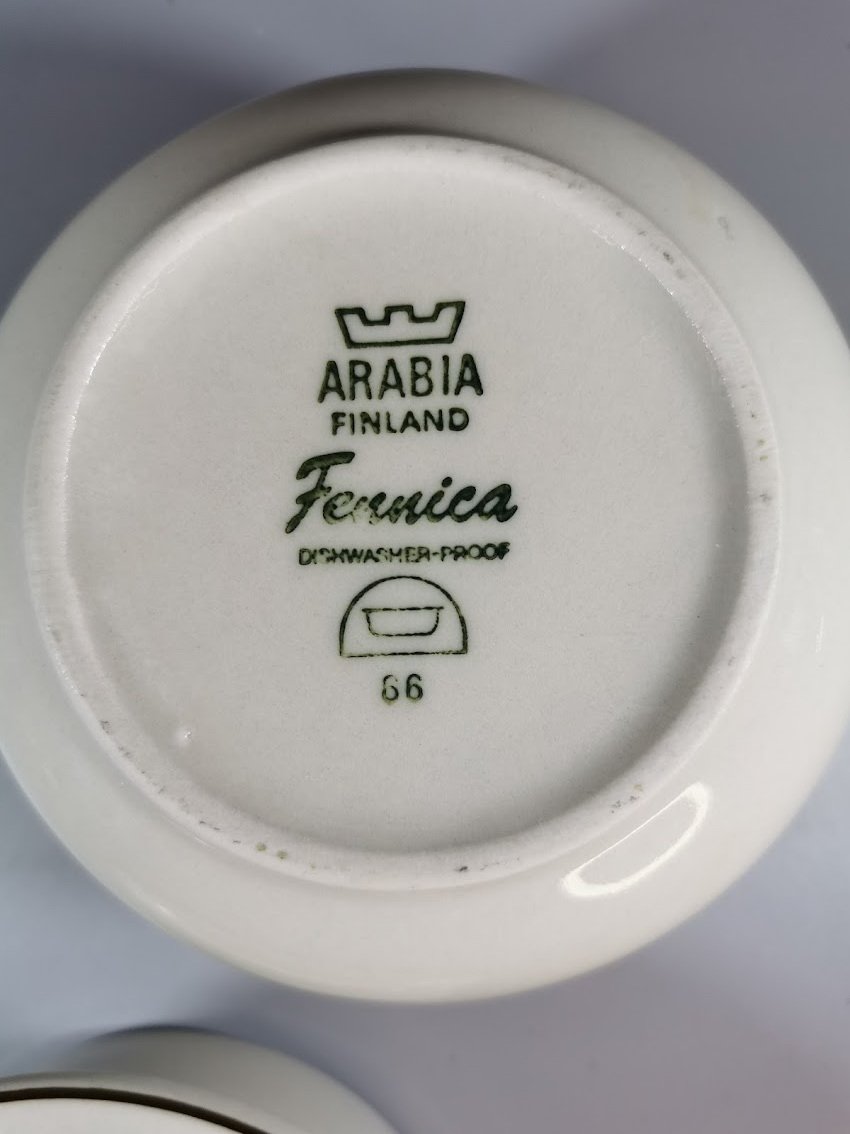 ARABIA
FINLAND
Fennica
DISHWASHER-PROOF
66